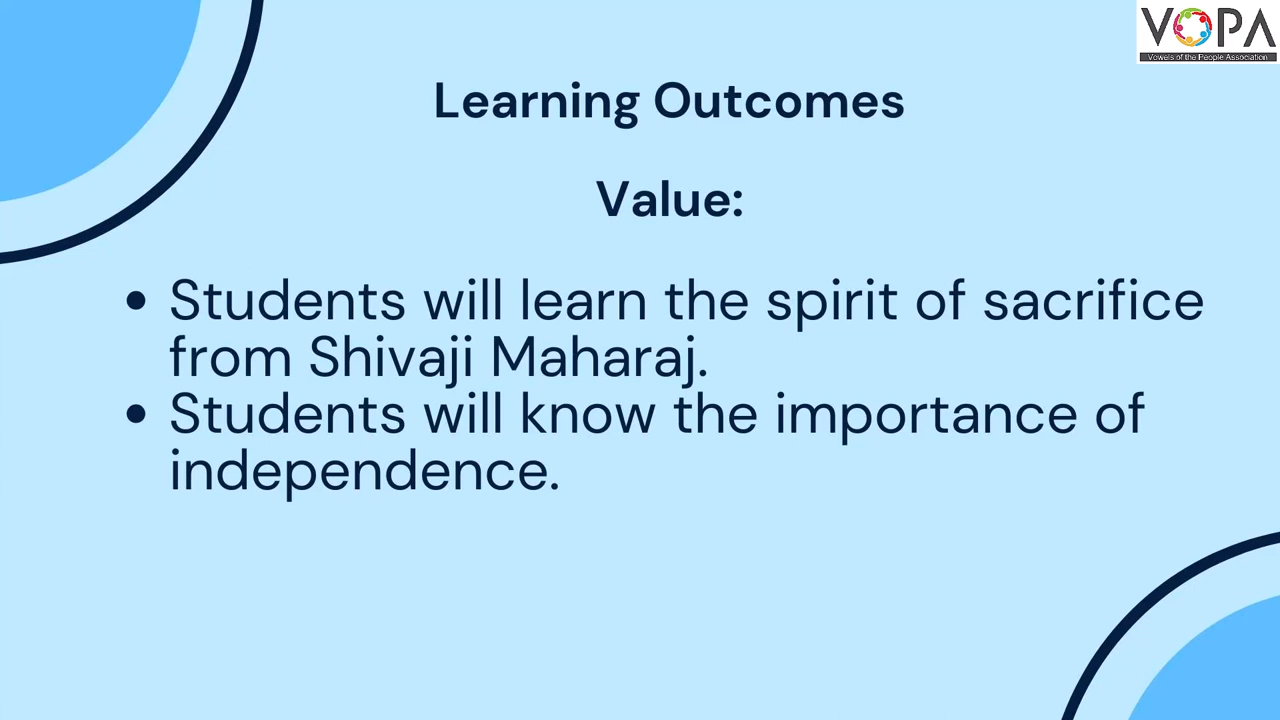 VOPA
Vowels of the People Association
Learning Outcomes
Value:
• Students will learn the spirit of sacrifice
from Shivaji Maharaj.
• Students will know the importance of
independence.